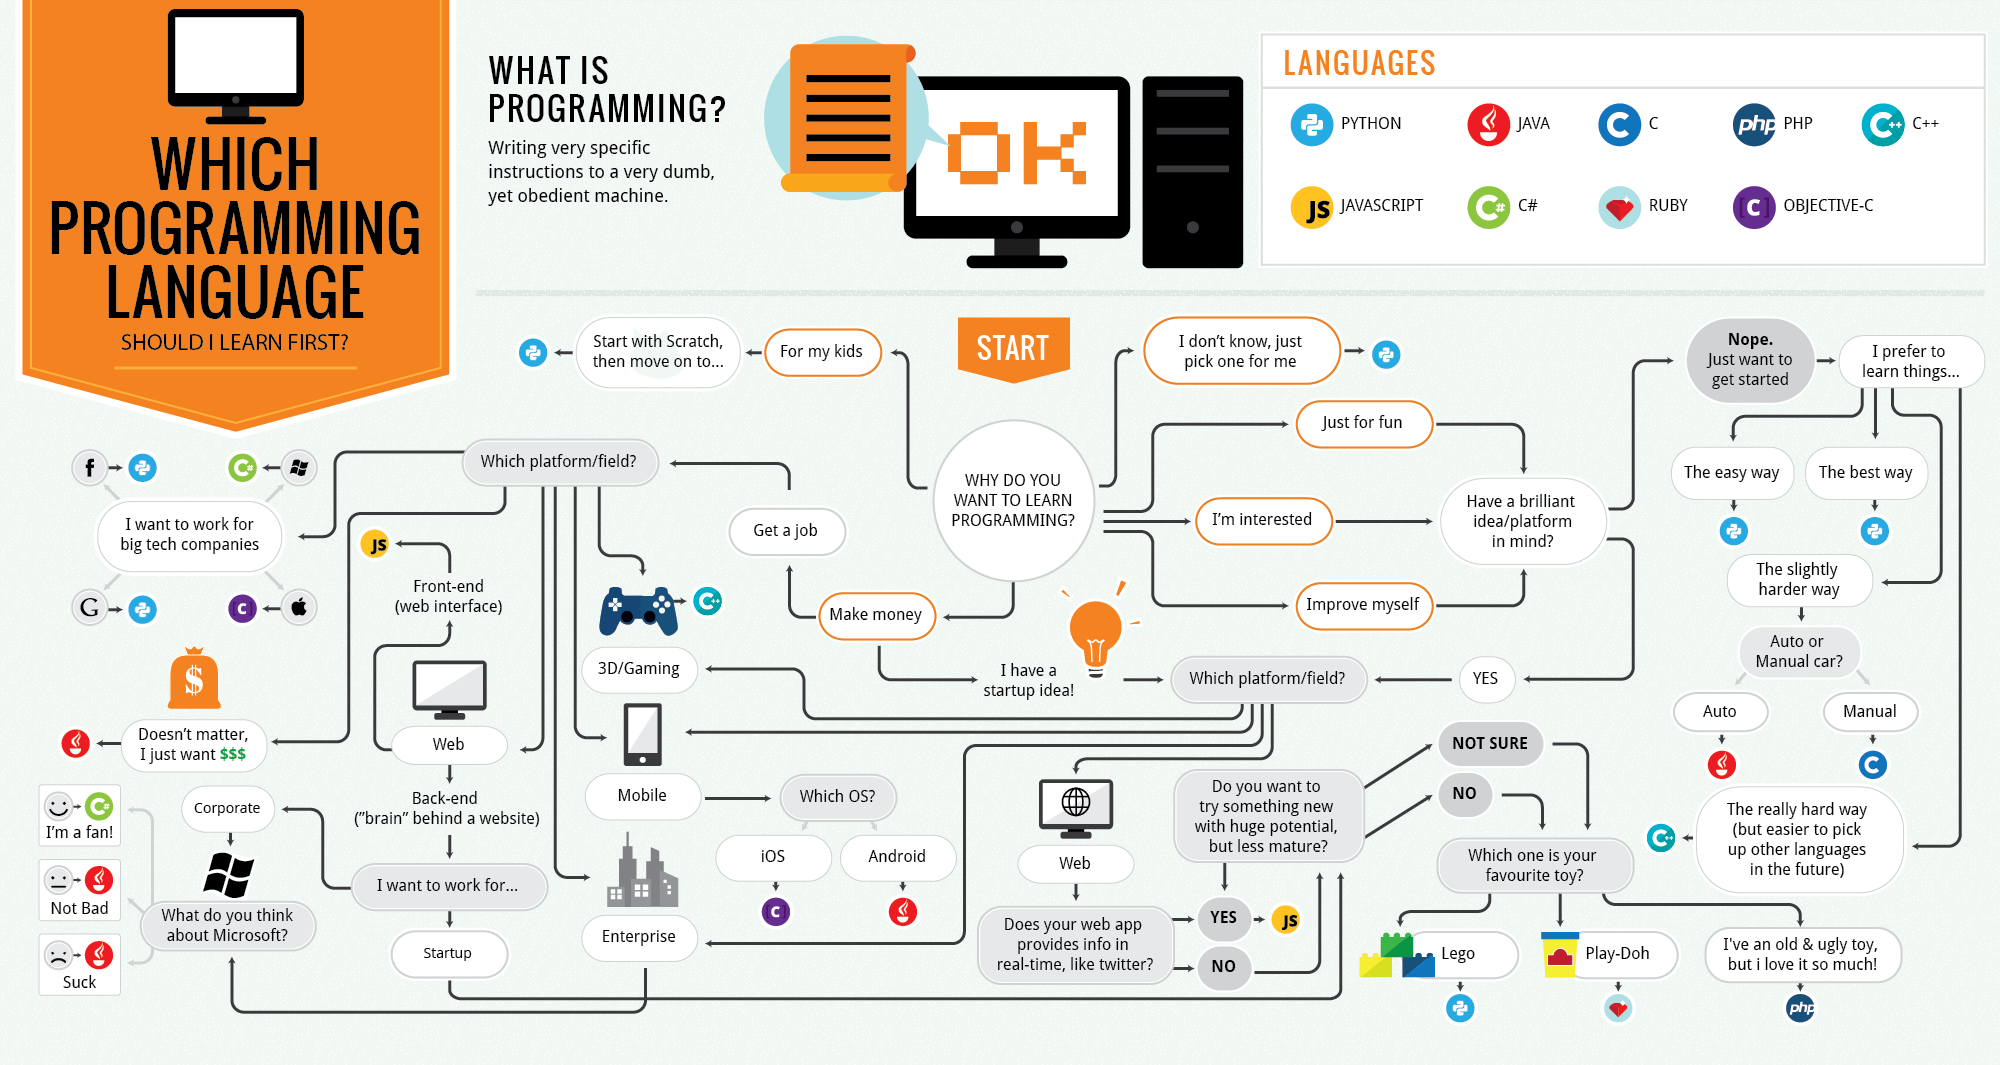 WHICH
PROGRAMMING
LANGUAGE
SHOULD I LEARN FIRST?
WHAT IS
PROGRAMMING?
Writing very specific
instructions to a very dumb,
yet obedient machine.
OK
LANGUAGES
PYTHON
JAVA
C
php PHP
C++ C++
JS JAVASCRIPT
C# C#
RUBY
[C] OBJECTIVE-C
START
WHY DO YOU
WANT TO LEARN
PROGRAMMING?
For my kids
Start with Scratch,
then move on to...
I don't know, just
pick one for me
Just for fun
I'm interested
Improve myself
Have a brilliant
idea/platform
in mind?
Nope.
Just want to
get started
I prefer to
learn things...
The easy way
The best way
The slightly
harder way
Auto or
Manual car?
Auto
Manual
C
The really hard way
(but easier to pick
up other languages
in the future)
C++
YES
Which platform/field?
Make money
I have a
startup idea!
Get a job
Which platform/field?
I want to work for
big tech companies
f
C#
G
[C]
Doesn't matter,
I just want $$$
$
JS
Front-end
(web interface)
Web
Back-end
("brain" behind a website)
I want to work for...
Corporate
Startup
What do you think
about Microsoft?
C#
I'm a fan!
Not Bad
Suck
C++
3D/Gaming
Mobile
Which OS?
iOS
Android
[C]
Enterprise
Web
Does your web app
provides info in
real-time, like twitter?
YES
JS
NO
Do you want to
try something new
with huge potential,
but less mature?
NOT SURE
NO
Which one is your
favourite toy?
Lego
Play-Doh
I've an old & ugly toy,
but i love it so much!
php